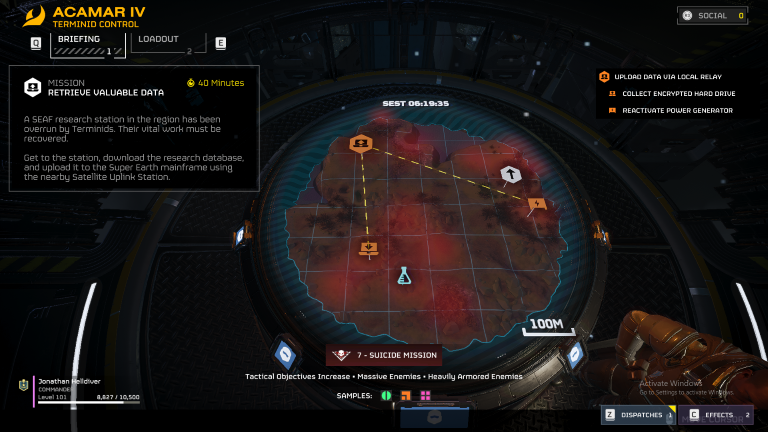 ACAMAR IV
TERMINID CONTROL
Q
BRIEFING
1
LOADOUT
2
E
SOCIAL 0
MISSION
RETRIEVE VALUABLE DATA
40 Minutes
A SEAF research station in the region has been
overrun by Terminids. Their vital work must be
recovered.
Get to the station, download the research database,
and upload it to the Super Earth mainframe using
the nearby Satellite Uplink Station.
UPLOAD DATA VIA LOCAL RELAY
COLLECT ENCRYPTED HARD DRIVE
REACTIVATE POWER GENERATOR
SEST 06:19:35
100M
7 - SUICIDE MISSION
Tactical Objectives Increase • Massive Enemies • Heavily Armored Enemies
SAMPLES:
Jonathan Helldiver
COMMANDER
Level 101
8,827 / 10,500
Activate Windows
Go to Settings to activate Windows.
Z DISPATCHES 1
C EFFECTS 2